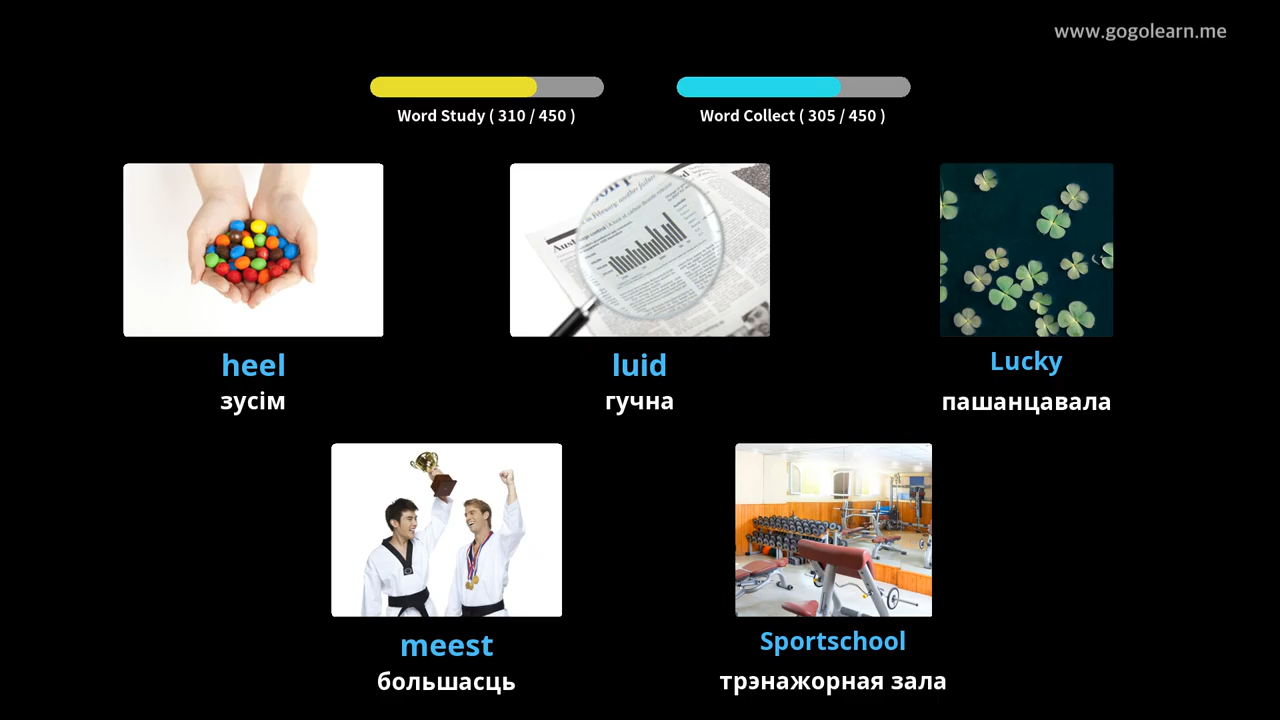 www.gogolearn.me
Word Study ( 310 / 450 )
Word Collect ( 305 / 450 )
heel
зусім
luid
гучна
Lucky
пашанцавала
meest
большасць
Sportschool
трэнажорная зала